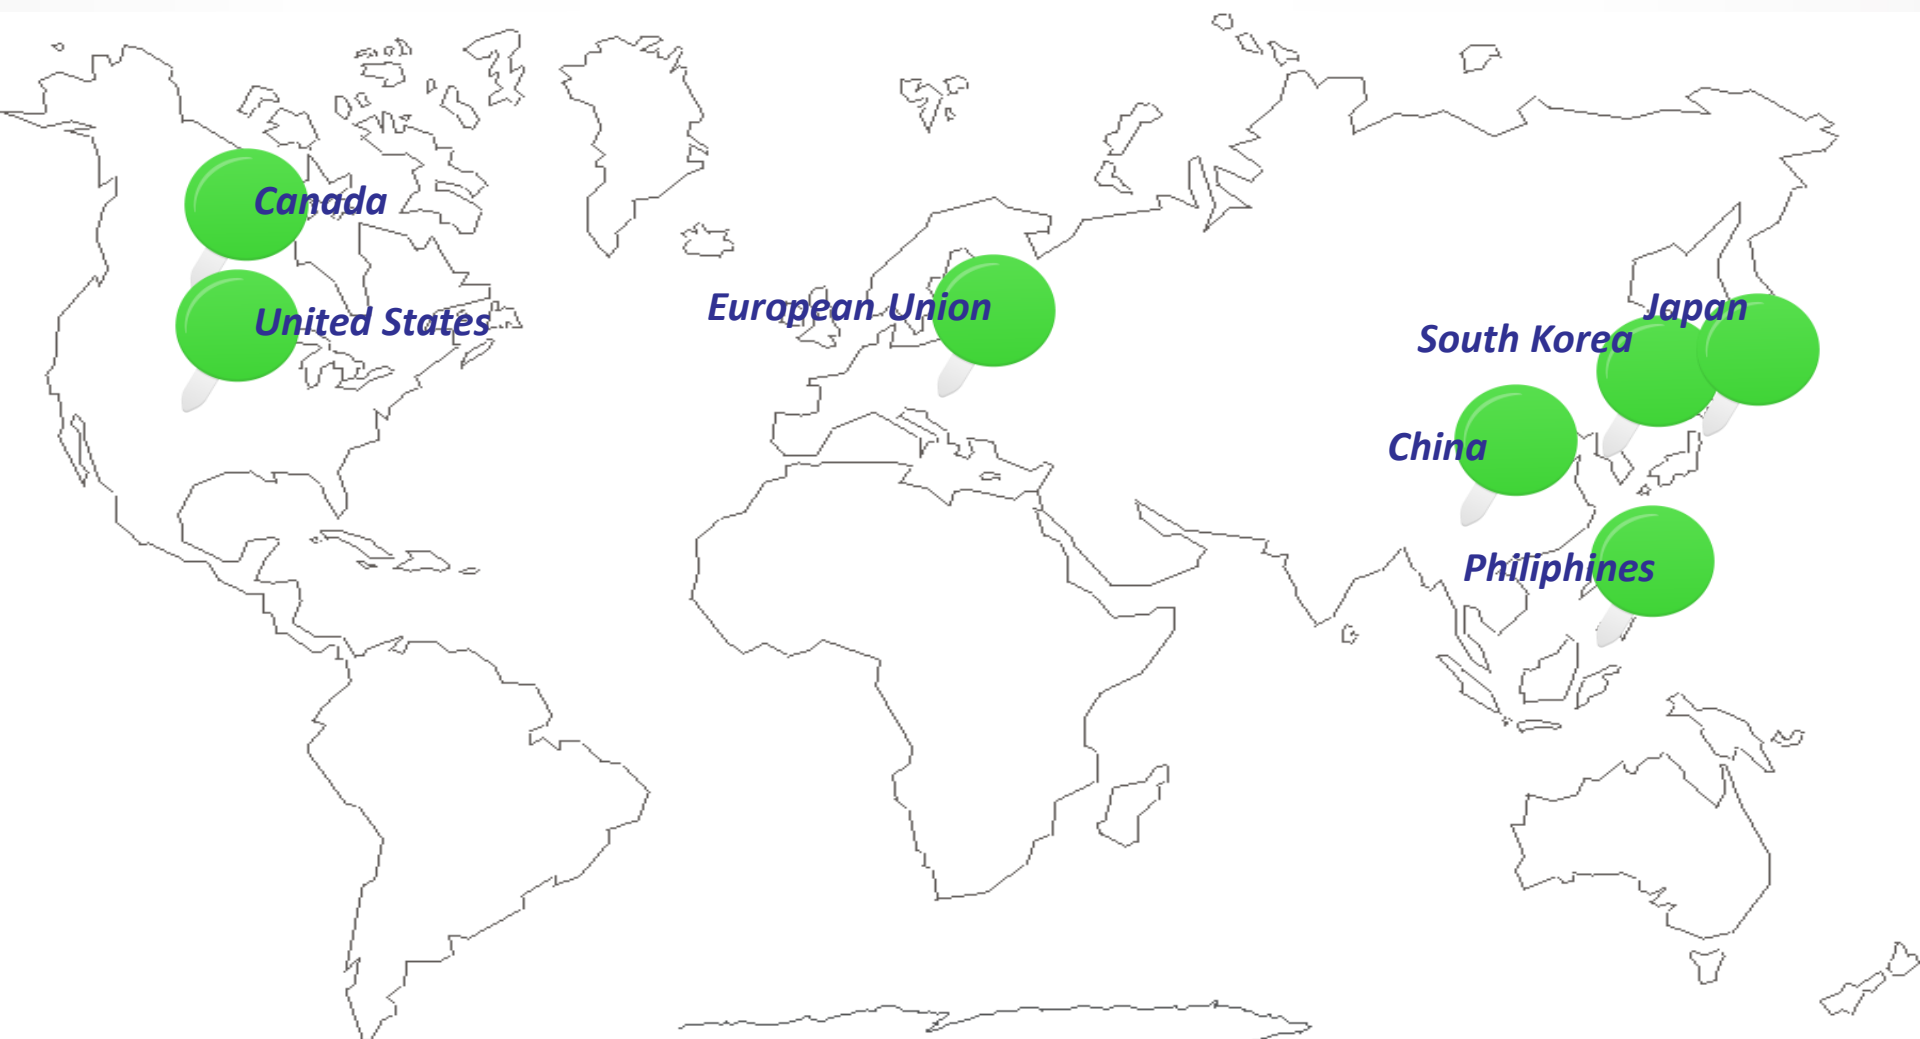 Canada
United States
European Union
Japan
South Korea
China
Philiphines